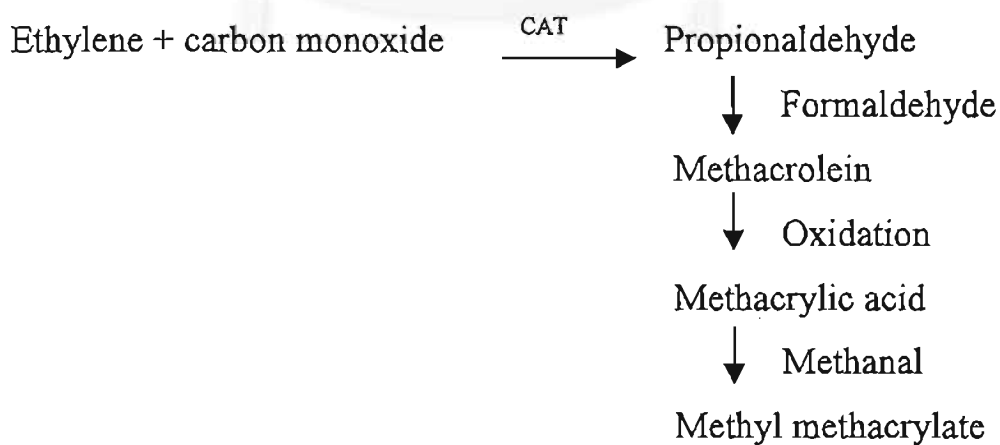 Ethylene + carbon monoxide CAT Propionaldehyde
Formaldehyde
Methacrolein
Oxidation
Methacrylic acid
Methanal
Methyl methacrylate